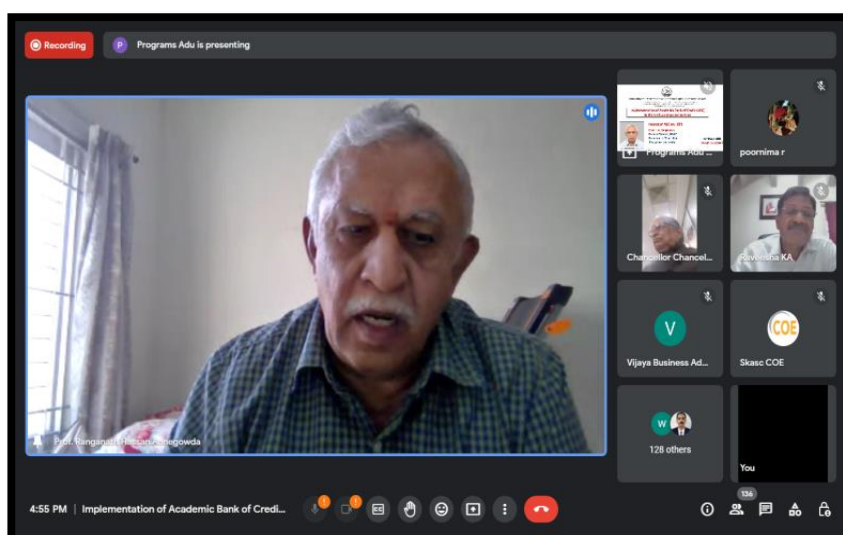 Recording
P
Programs Adu is presenting
Programs Adu ...
poornima r
Chancellor Chancel...
Raveesha KA
V
Vijaya Business Ad...
COE
Skasc COE
W
128 others
You
Prof. Ranganath Hassan Annegowda
4:55 PM | Implementation of Academic Bank of Credi...
CC
136